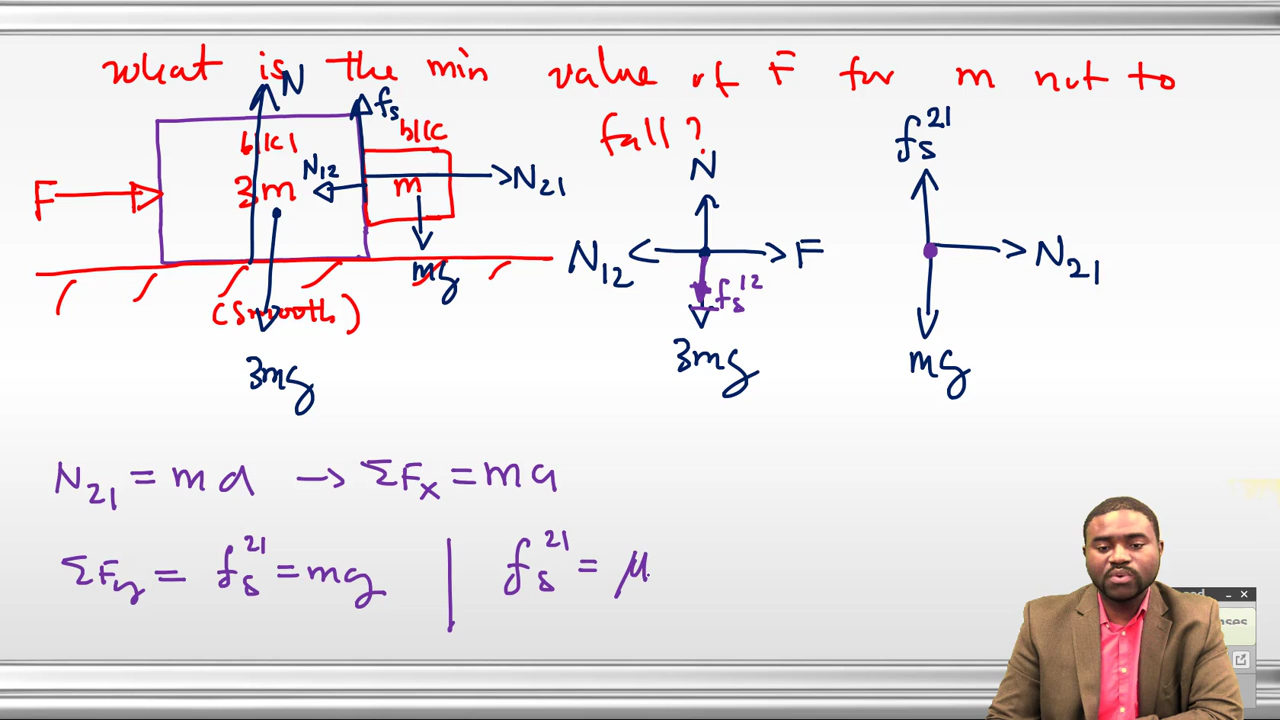 what is the min value of F for m not to
fall?
N
fs
blk1
blk
F
3m
N12
m
N21
mg
(smooth)
3mg
N
N12
F
fs12
3mg
fs21
N21
mg
N21 = ma → ΣFx = ma
ΣFy = fs21 = mg | fs21 = μ